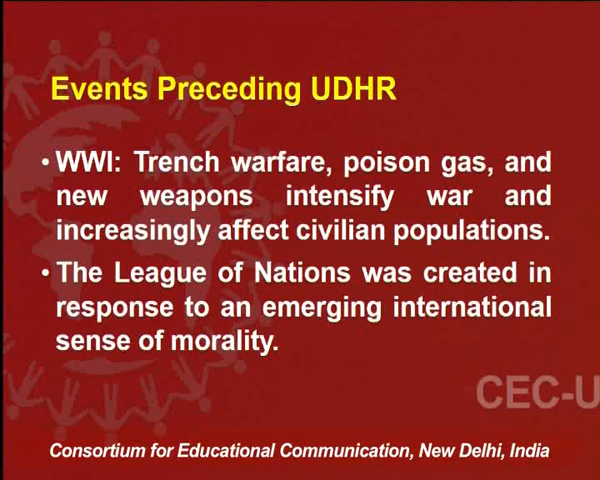 Events Preceding UDHR
• WWI: Trench warfare, poison gas, and
new weapons intensify war and
increasingly affect civilian populations.
• The League of Nations was created in
response to an emerging international
sense of morality.
CEC-U
Consortium for Educational Communication, New Delhi, India